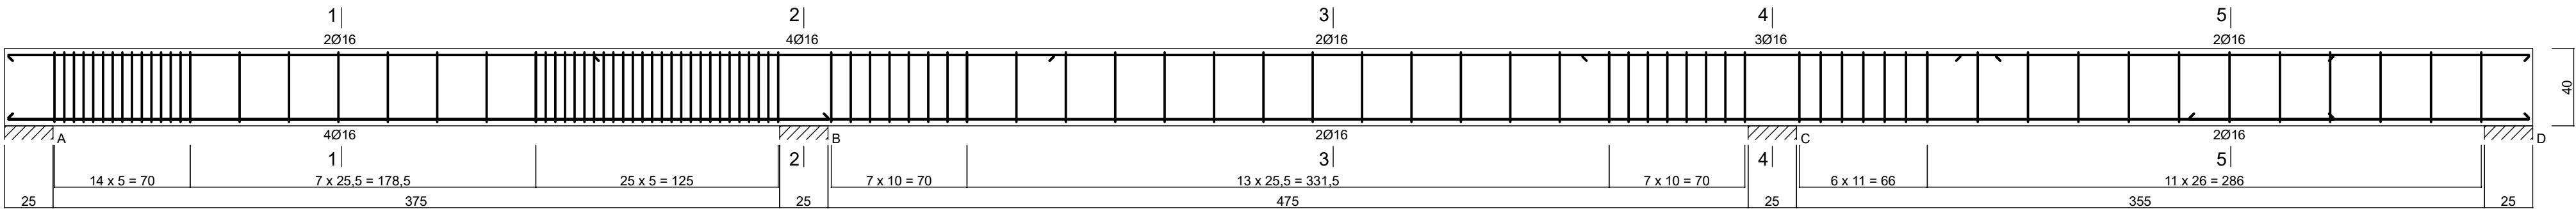 1 2 3 4 5
2Ø16 4Ø16 2Ø16 3Ø16 2Ø16
40
A B C D
4Ø16 2Ø16 2Ø16
1 2 3 4 5
14 x 5 = 70 7 x 25,5 = 178,5 25 x 5 = 125 7 x 10 = 70 13 x 25,5 = 331,5 7 x 10 = 70 6 x 11 = 66 11 x 26 = 286
25 375 25 475 25 355 25